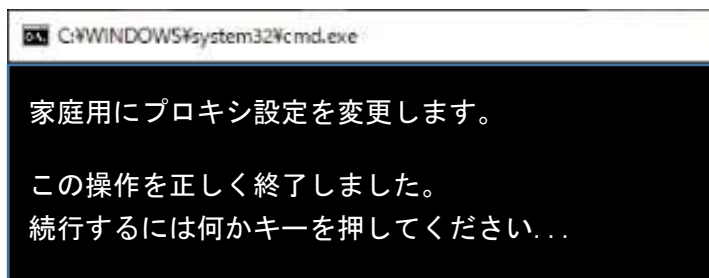 C:¥WINDOWS¥system32¥cmd.exe
家庭用にプロキシ設定を変更します。
この操作を正しく終了しました。
続行するには何かキーを押してください...